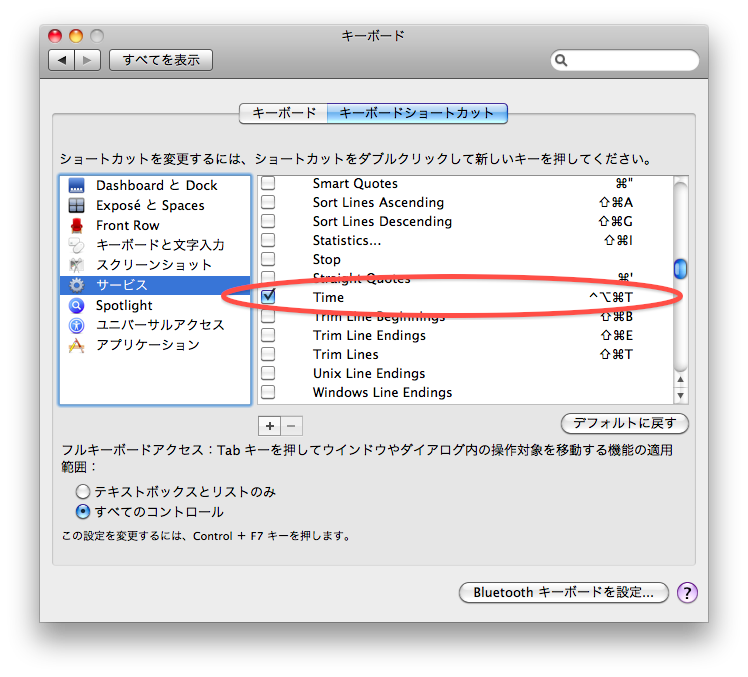 キーボード
すべてを表示
キーボード キーボードショートカット
ショートカットを変更するには、ショートカットをダブルクリックして新しいキーを押してください。
Dashboard と Dock
Exposé と Spaces
Front Row
キーボードと文字入力
スクリーンショット
サービス
Spotlight
ユニバーサルアクセス
アプリケーション
Smart Quotes ⌘"
Sort Lines Ascending ⇧⌘A
Sort Lines Descending ⇧⌘G
Statistics... ⇧⌘I
Stop
Straight Quotes ⌘'
Time ^⌥⌘T
Trim Line Beginnings ⇧⌘B
Trim Line Endings ⇧⌘E
Trim Lines ⇧⌘T
Unix Line Endings
Windows Line Endings
+ −
デフォルトに戻す
フルキーボードアクセス：Tab キーを押してウインドウやダイアログ内の操作対象を移動する機能の適用
範囲：
テキストボックスとリストのみ
すべてのコントロール
この設定を変更するには、Control ＋ F7 キーを押します。
Bluetooth キーボードを設定...
?